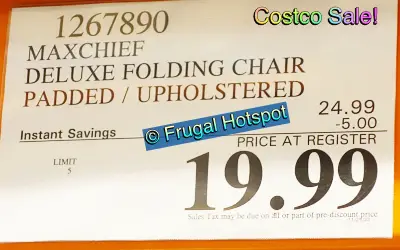 Costco Sale!
1267890
MAXCHIEF
DELUXE FOLDING CHAIR
PADDED / UPHOLSTERED
24.99
Instant Savings -5.00
© Frugal Hotspot
PRICE AT REGISTER
LIMIT
5
19.99
Sales Tax may be due on all or part of pre-discount price